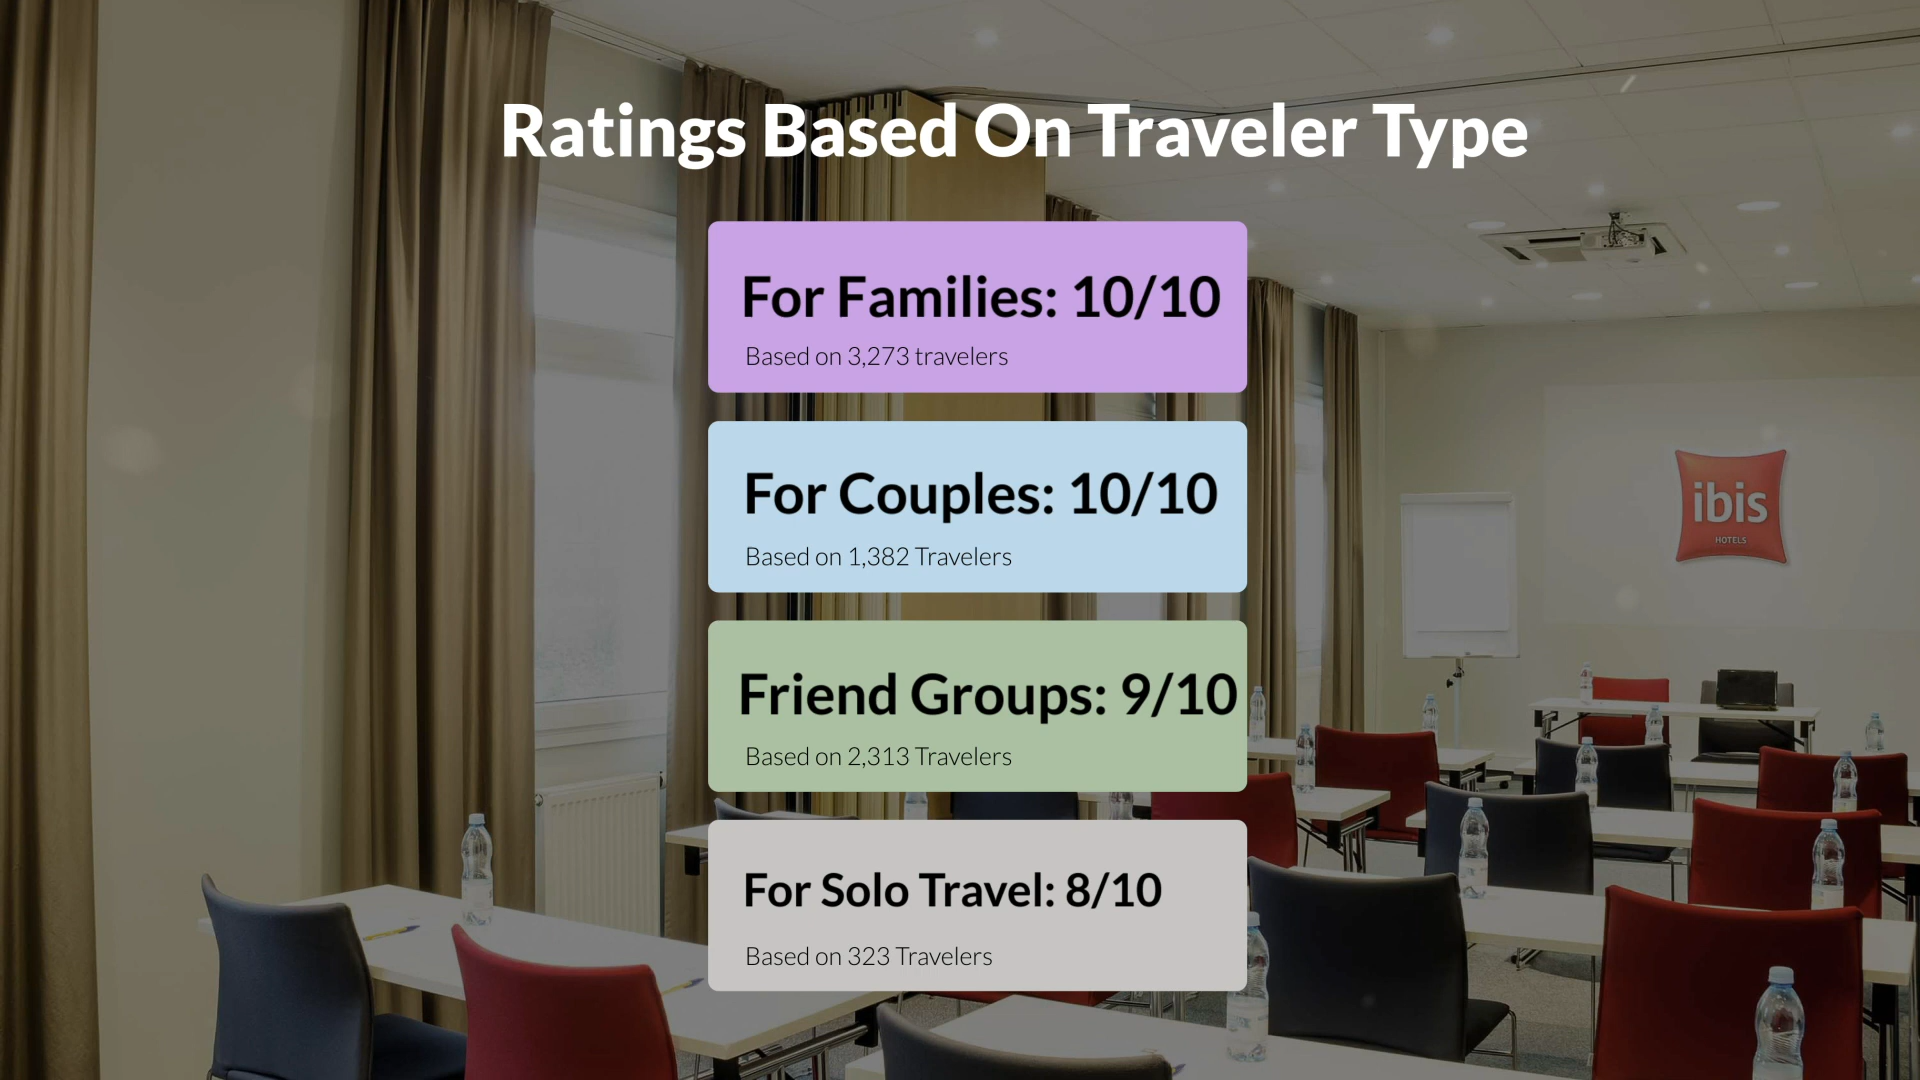 Ratings Based On Traveler Type
For Families: 10/10
Based on 3,273 travelers
For Couples: 10/10
Based on 1,382 Travelers
ibis
HOTELS
Friend Groups: 9/10
Based on 2,313 Travelers
For Solo Travel: 8/10
Based on 323 Travelers